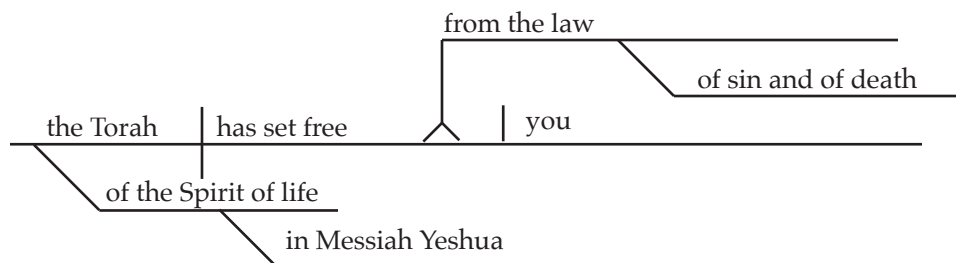 from the law
of sin and of death
the Torah has set free you
of the Spirit of life
in Messiah Yeshua